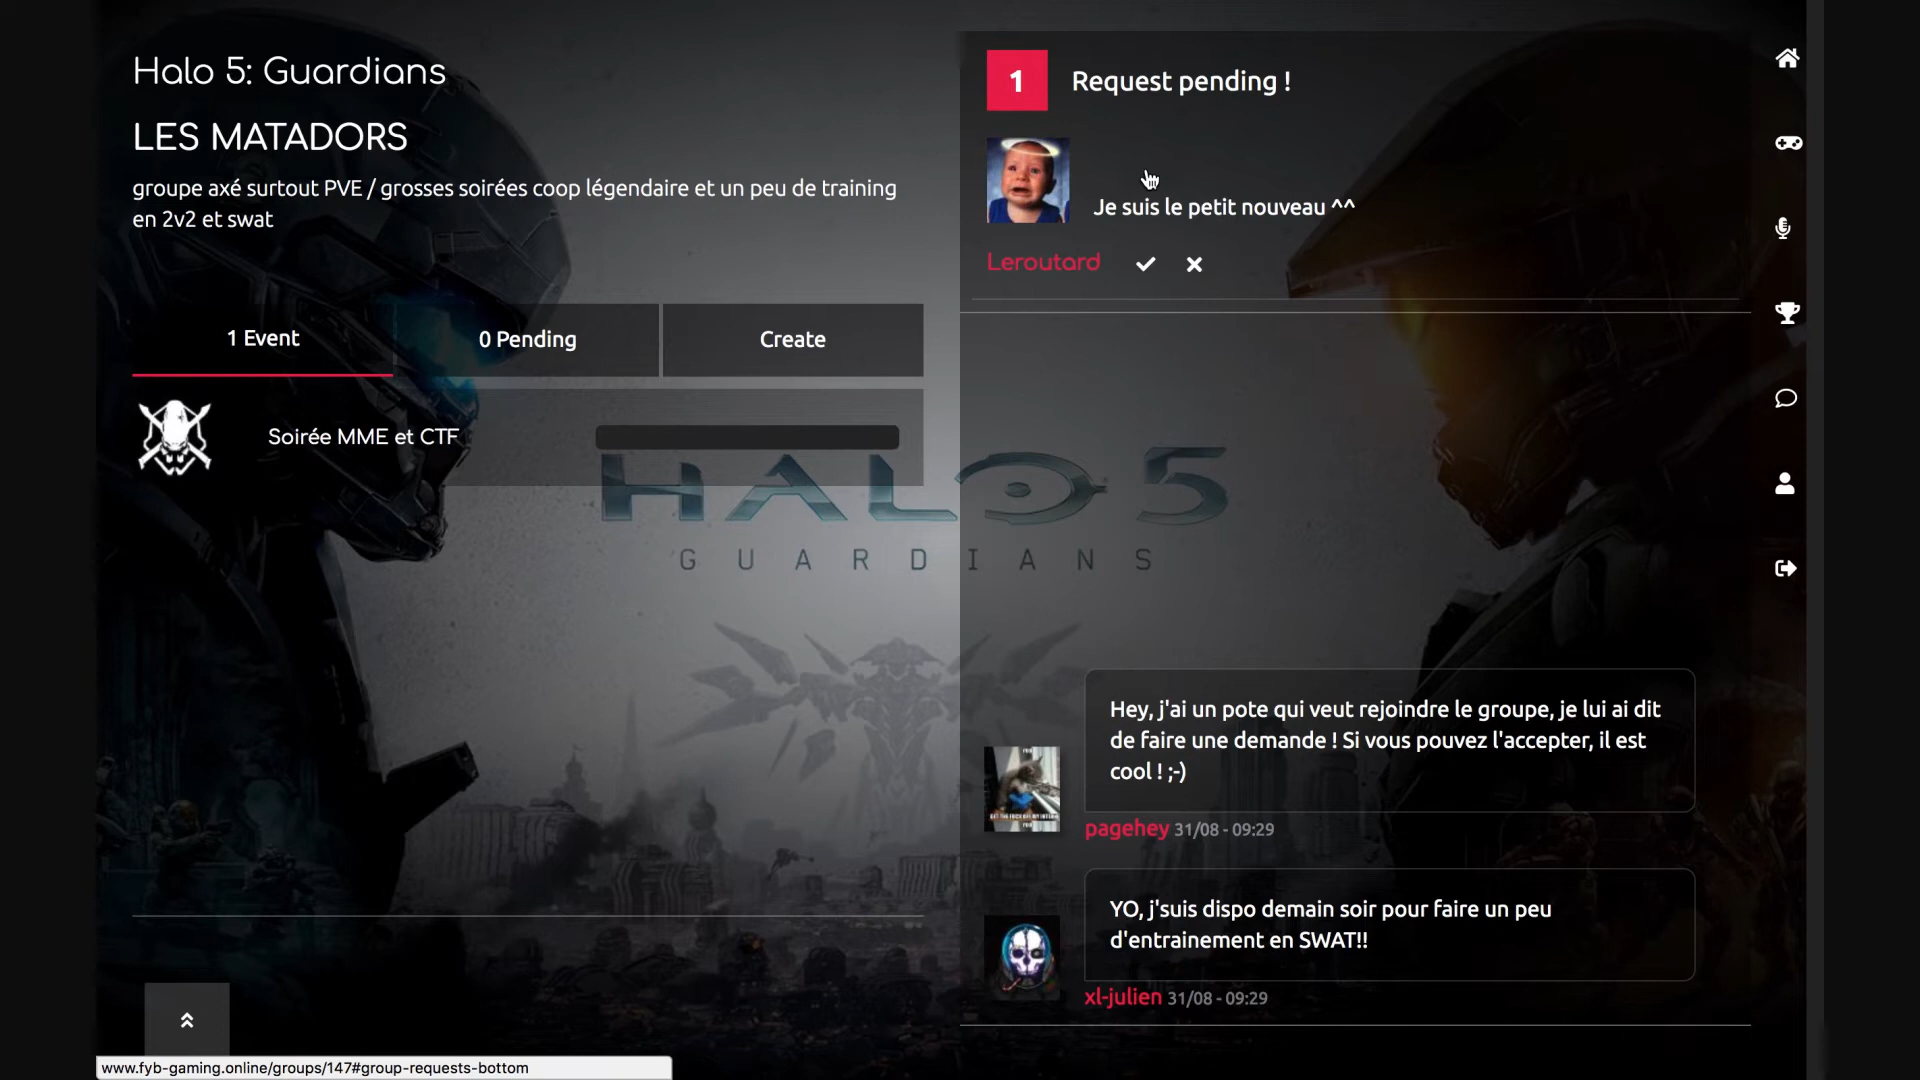 Halo 5: Guardians
LES MATADORS
groupe axé surtout PVE / grosses soirées coop légendaire et un peu de training
en 2v2 et swat
1 Event
0 Pending
Create
Soirée MME et CTF
HALO 5
GUARDIANS
1
Request pending !
Je suis le petit nouveau ^^
Leroutard
Hey, j'ai un pote qui veut rejoindre le groupe, je lui ai dit
de faire une demande ! Si vous pouvez l'accepter, il est
cool ! ;-)
pagehey 31/08 - 09:29
YO, j'suis dispo demain soir pour faire un peu
d'entrainement en SWAT!!
xl-julien 31/08 - 09:29
www.fyb-gaming.online/groups/147#group-requests-bottom